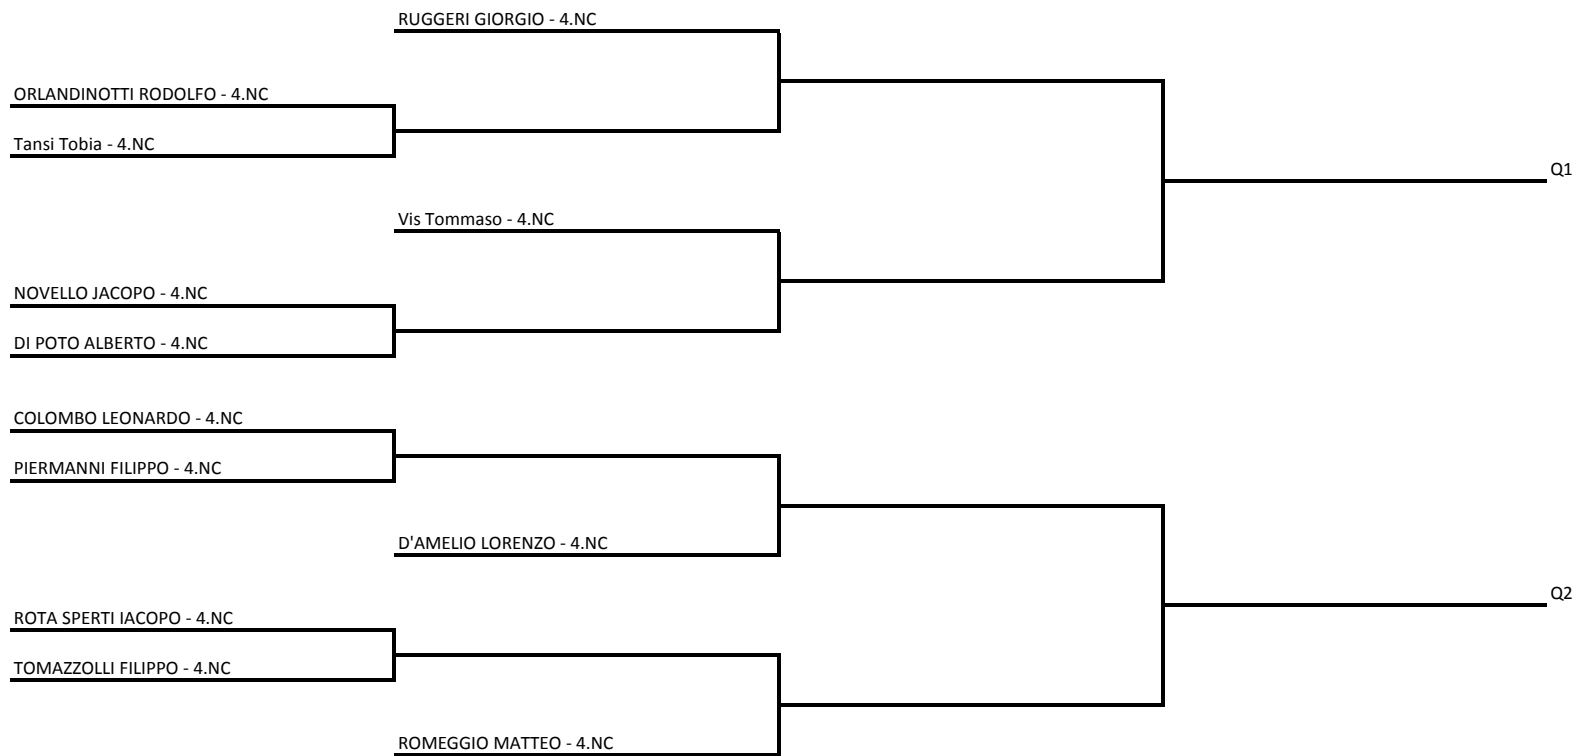 RUGGERI GIORGIO - 4.NC
ORLANDINOTTI RODOLFO - 4.NC
Tansi Tobia - 4.NC
Q1
Vis Tommaso - 4.NC
NOVELLO JACOPO - 4.NC
DI POTO ALBERTO - 4.NC
COLOMBO LEONARDO - 4.NC
PIERMANNI FILIPPO - 4.NC
D'AMELIO LORENZO - 4.NC
Q2
ROTA SPERTI IACOPO - 4.NC
TOMAZZOLLI FILIPPO - 4.NC
ROMEGGIO MATTEO - 4.NC